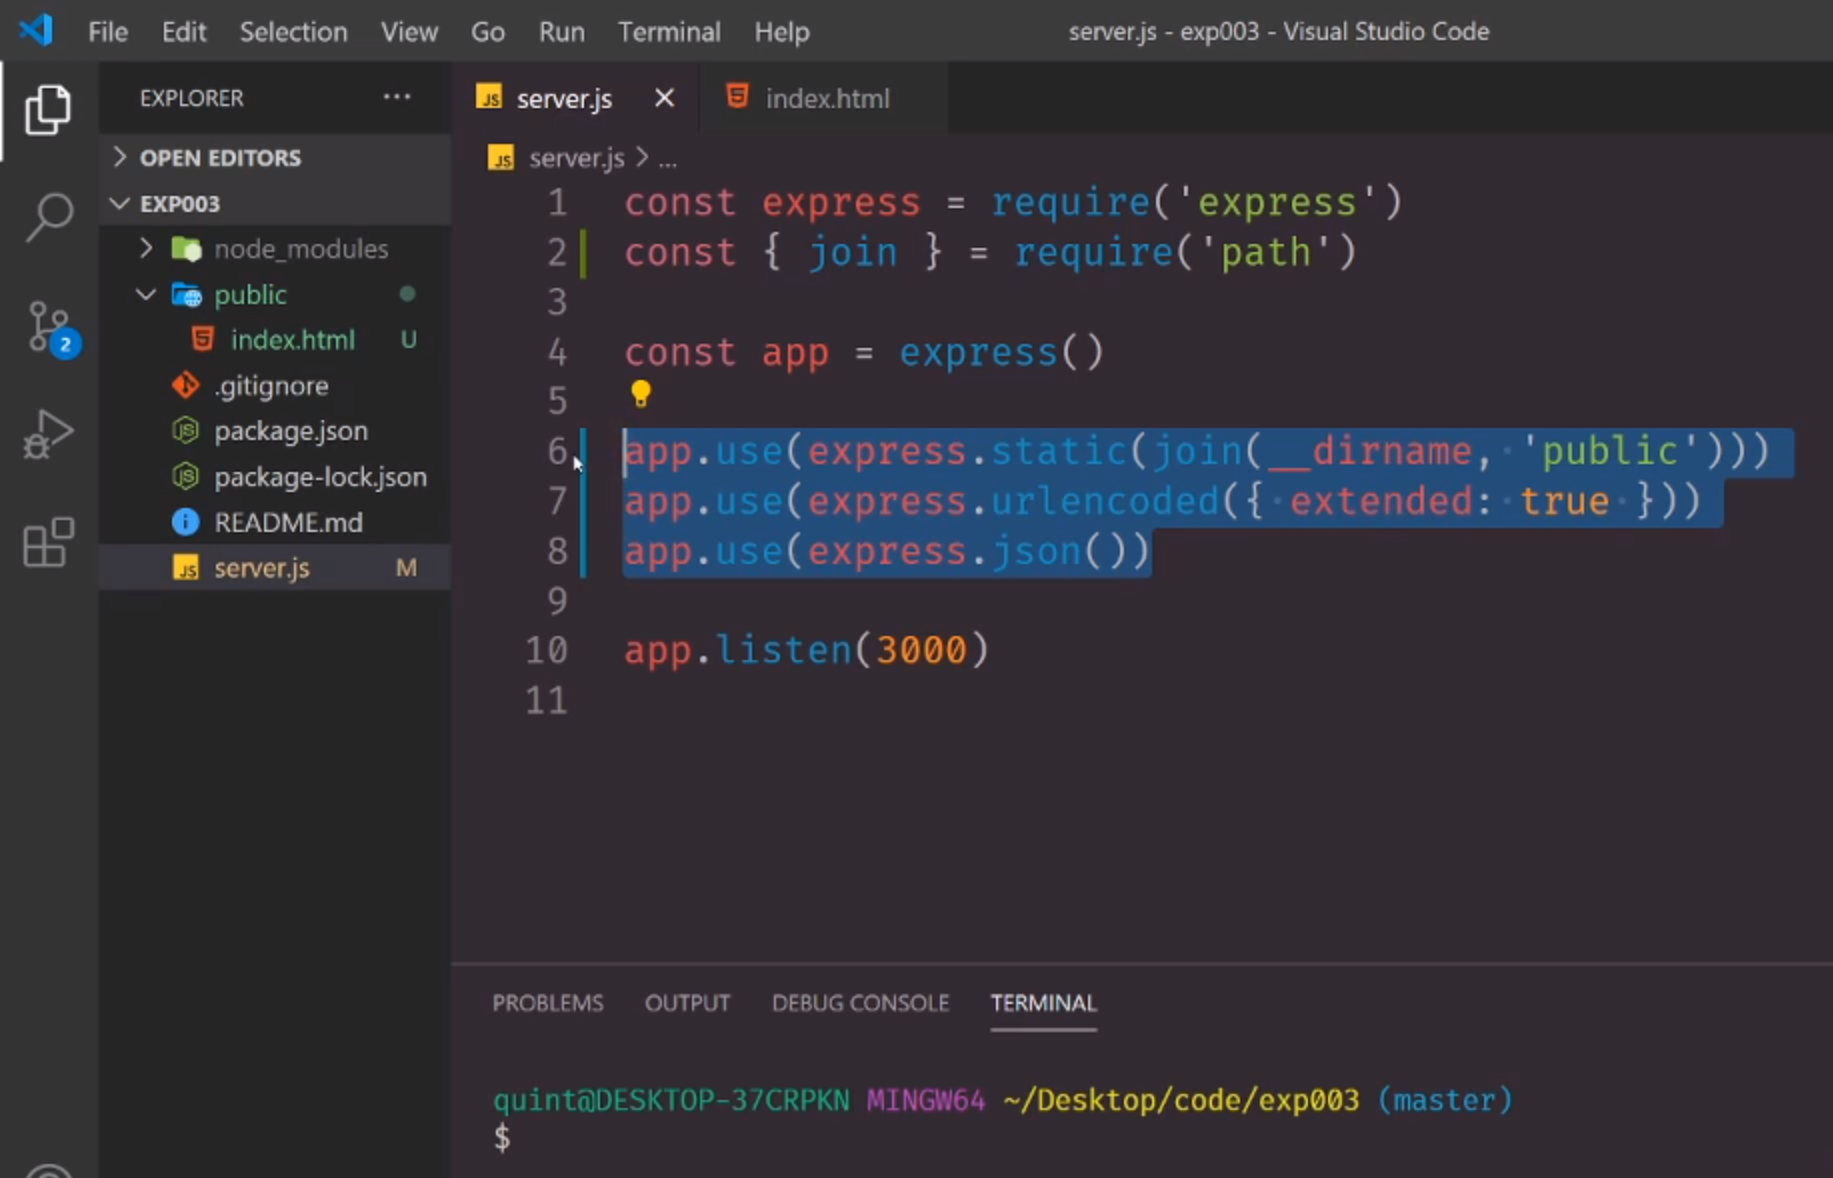 File Edit Selection View Go Run Terminal Help server.js - exp003 - Visual Studio Code
EXPLORER ...
OPEN EDITORS
EXP003
node_modules
public
index.html U
.gitignore
package.json
package-lock.json
README.md
server.js M
2
server.js index.html
server.js > ...
1 const express = require('express')
2 const { join } = require('path')
3
4 const app = express()
5
6 app.use(express.static(join(__dirname, 'public')))
7 app.use(express.urlencoded({ extended: true }))
8 app.use(express.json())
9
10 app.listen(3000)
11
PROBLEMS OUTPUT DEBUG CONSOLE TERMINAL
quint@DESKTOP-37CRPKN MINGW64 ~/Desktop/code/exp003 (master)
$